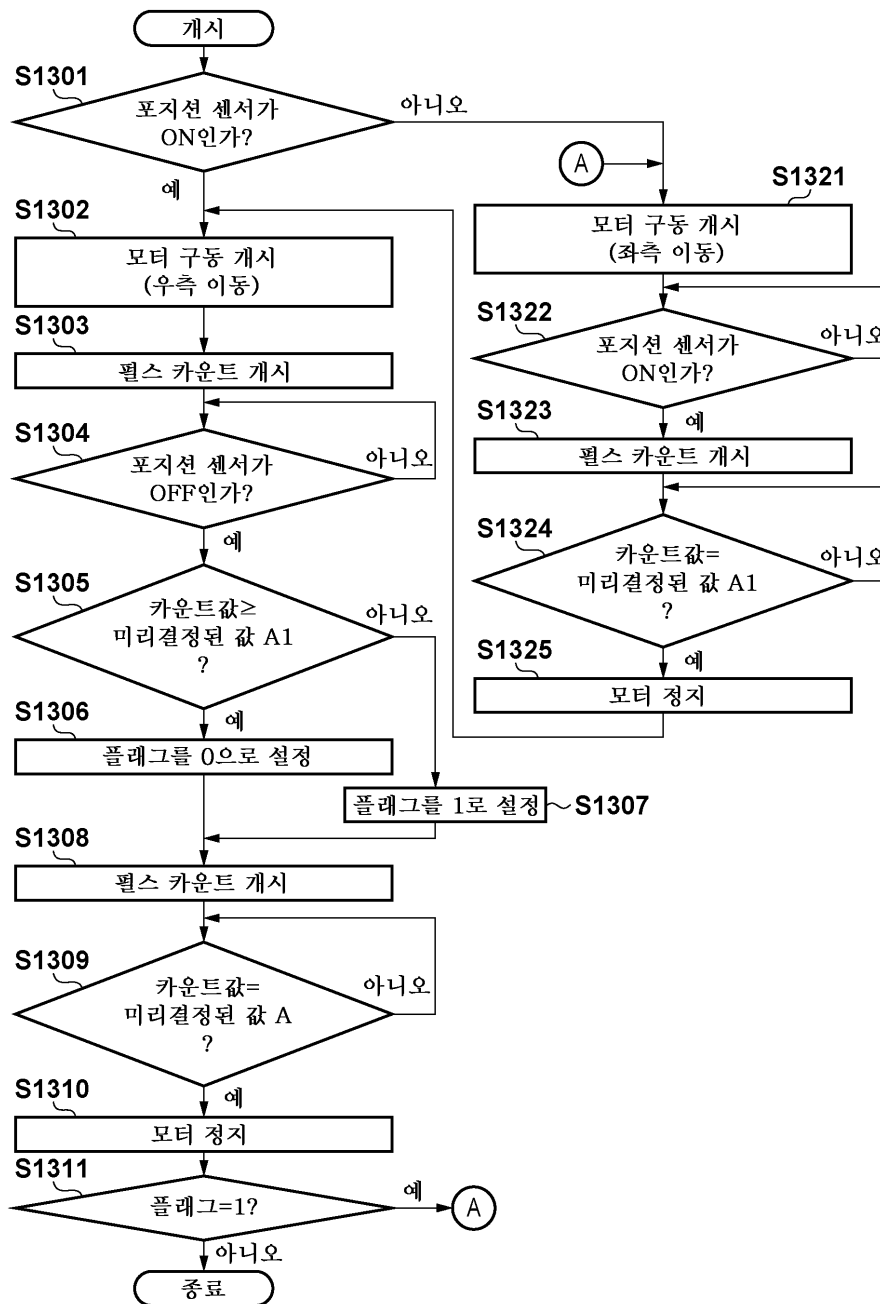 개시
S1301
포지션 센서가
ON인가?
아니오
예
S1302
모터 구동 개시
(우측 이동)
S1303
펄스 카운트 개시
S1304
포지션 센서가
OFF인가?
아니오
예
S1305
카운트값≥
미리결정된 값 A1
?
아니오
예
S1306
플래그를 0으로 설정
플래그를 1로 설정
S1307
S1308
펄스 카운트 개시
S1309
카운트값=
미리결정된 값 A
?
아니오
예
S1310
모터 정지
S1311
플래그=1?
예
A
아니오
종료
A
S1321
모터 구동 개시
(좌측 이동)
S1322
포지션 센서가
ON인가?
아니오
예
S1323
펄스 카운트 개시
S1324
카운트값=
미리결정된 값 A1
?
아니오
예
S1325
모터 정지